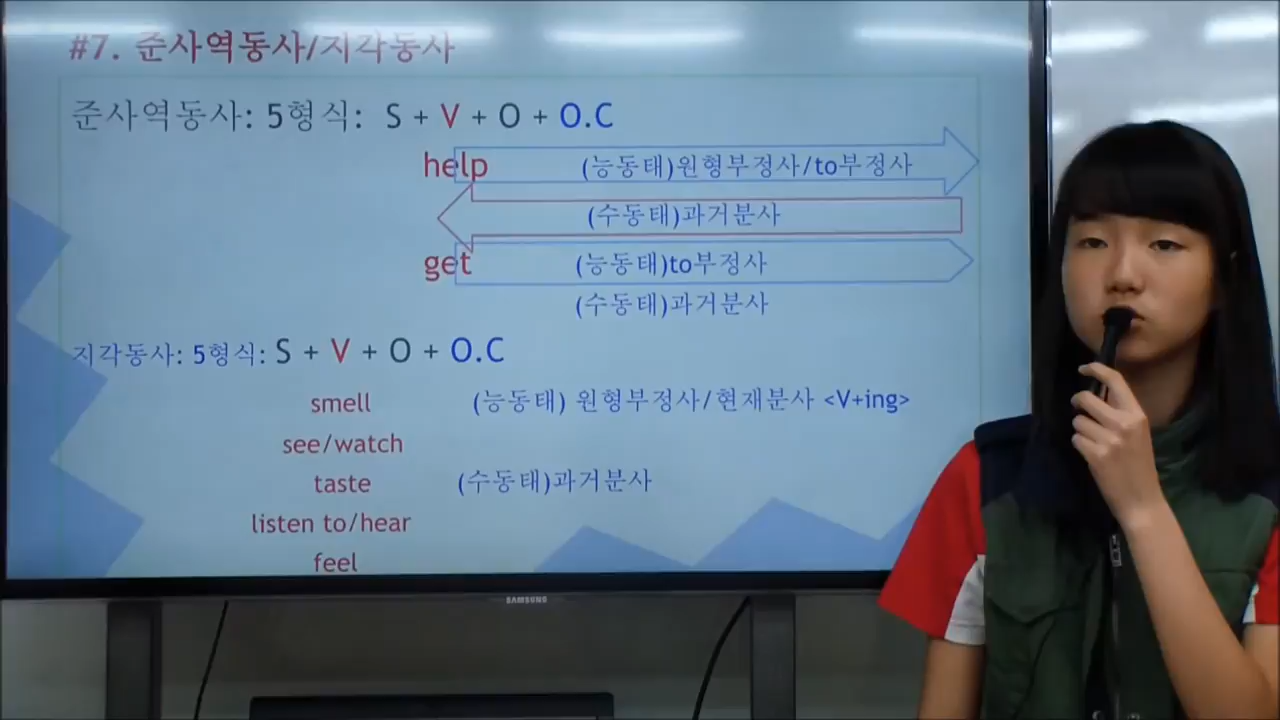 #7. 준사역동사/지각동사
준사역동사: 5형식: S + V + O + O.C
help (능동태)원형부정사/to부정사
(수동태)과거분사
get (능동태)to부정사
(수동태)과거분사
지각동사: 5형식: S + V + O + O.C
smell (능동태) 원형부정사/현재분사 <V+ing>
see/watch
taste (수동태)과거분사
listen to/hear
feel
SAMSUNG